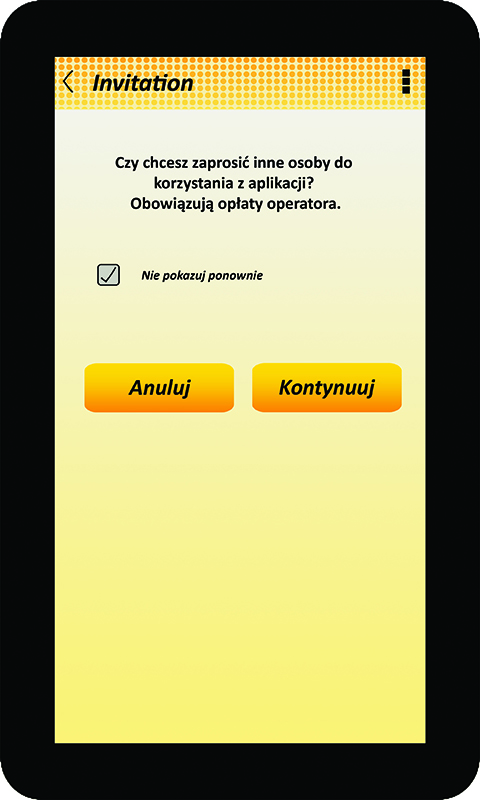 Invitation
Czy chcesz zaprosić inne osoby do
korzystania z aplikacji?
Obowiązują opłaty operatora.
Nie pokazuj ponownie
Anuluj
Kontynuuj